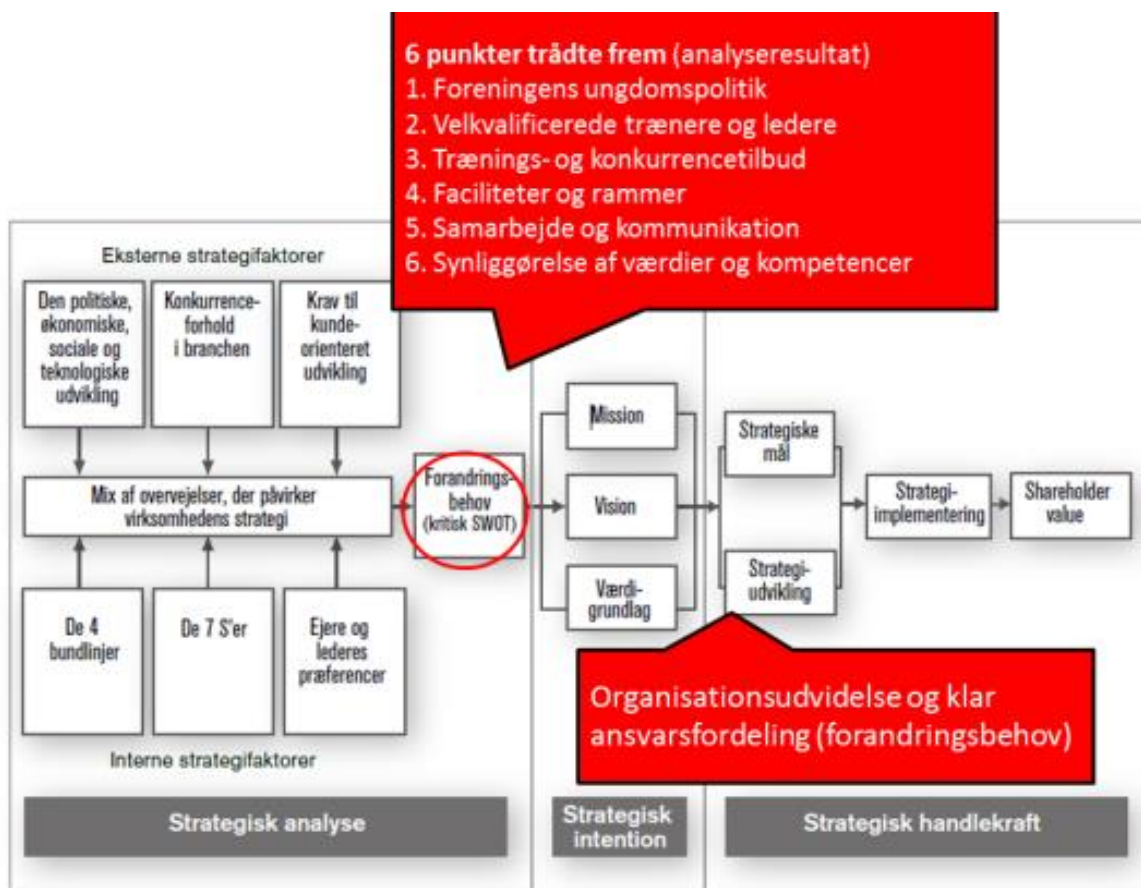 6 punkter trådte frem (analyseresultat)
1. Foreningens ungdomspolitik
2. Velkvalificerede trænere og ledere
3. Trænings- og konkurrencetilbud
4. Faciliteter og rammer
5. Samarbejde og kommunikation
6. Synliggørelse af værdier og kompetencer
Eksterne strategifaktorer
Den politiske,
økonomiske,
sociale og
teknologiske
udvikling
Konkurrence-
forhold
i branchen
Krav til
kunde-
orienteret
udvikling
Mix af overvejelser, der påvirker
virksomhedens strategi
Forandrings-
behov
(kritisk SWOT)
Mission
Vision
Værdi-
grundlag
Strategiske
mål
Strategi-
udvikling
Strategi-
implementering
Shareholder
value
De 4
bundlinjer
De 7 S'er
Ejere og
lederes
præferencer
Interne strategifaktorer
Organisationsudvidelse og klar
ansvarsfordeling (forandringsbehov)
Strategisk analyse
Strategisk
intention
Strategisk handlekraft